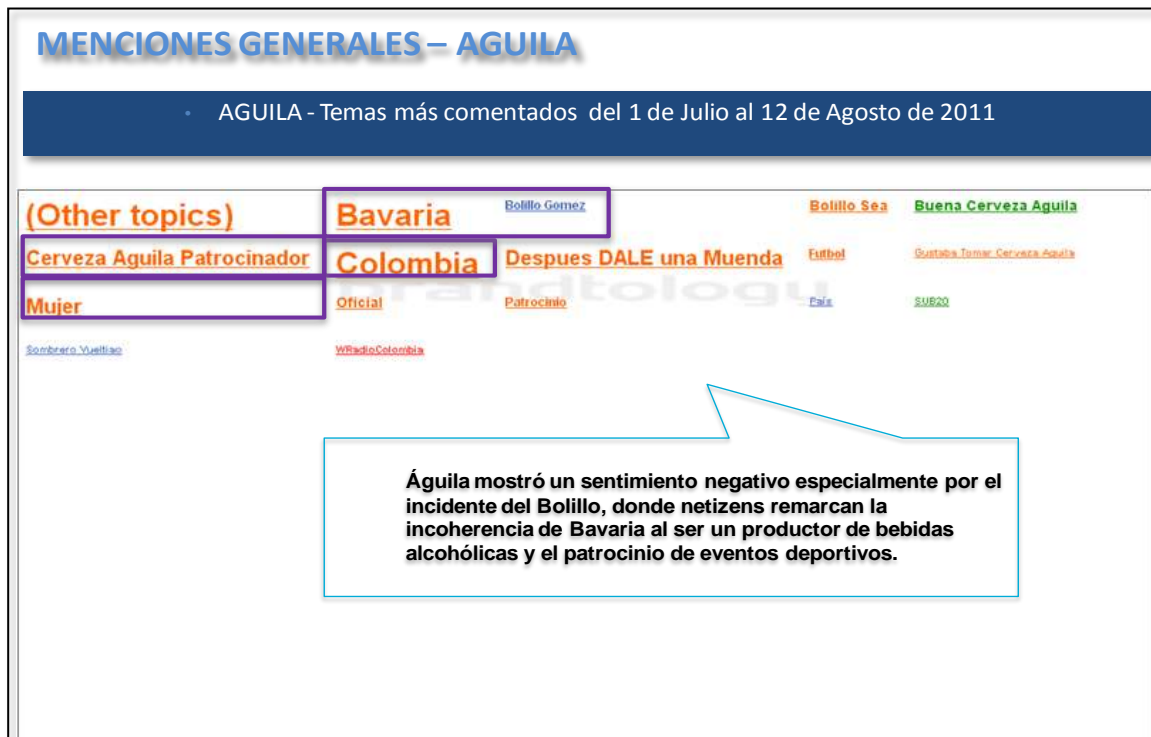 MENCIONES GENERALES – AGUILA
• AGUILA - Temas más comentados del 1 de Julio al 12 de Agosto de 2011
(Other topics) Bavaria Bolillo Gomez Bolillo Sea Buena Cerveza Aguila
Cerveza Aguila Patrocinador Colombia Despues DALE una Muenda Futbol Gustaba Tomar Cerveza Aguila
brandtology
Mujer Oficial Patrocinio País SUB20
Sombrero Vueltiao WRadioColombia
Águila mostró un sentimiento negativo especialmente por el
incidente del Bolillo, donde netizens remarcan la
incoherencia de Bavaria al ser un productor de bebidas
alcohólicas y el patrocinio de eventos deportivos.